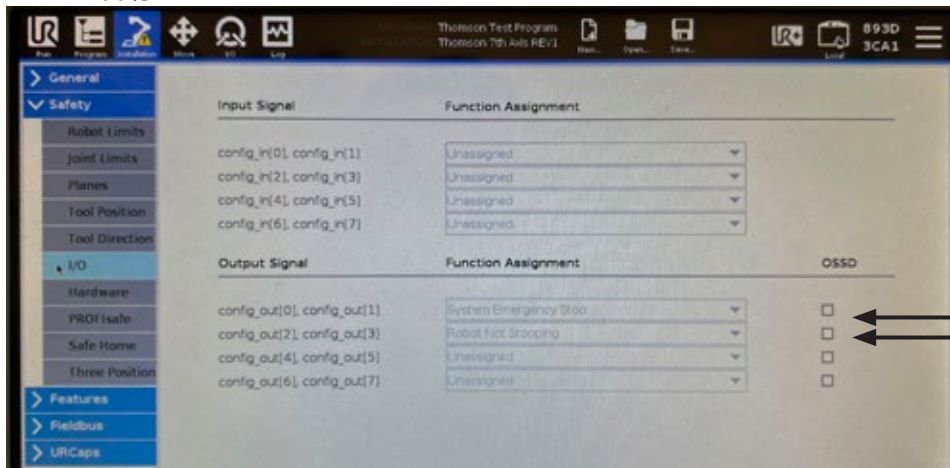 UR
Run
Program
Installation
Move
I/O
Log
Thomson Test Program
Thomson 7th Axis REV1
New...
Open...
Save...
UR+
Local
893D
3CA1
General
Safety
Robot Limits
Joint Limits
Planes
Tool Position
Tool Direction
I/O
Hardware
PROFIsafe
Safe Home
Three Position
Features
Fieldbus
URCaps
Input Signal Function Assignment
config_in[0], config_in[1] Unassigned
config_in[2], config_in[3] Unassigned
config_in[4], config_in[5] Unassigned
config_in[6], config_in[7] Unassigned
Output Signal Function Assignment OSSD
config_out[0], config_out[1] System Emergency Stop
config_out[2], config_out[3] Robot Not Stopping
config_out[4], config_out[5] Unassigned
config_out[6], config_out[7] Unassigned